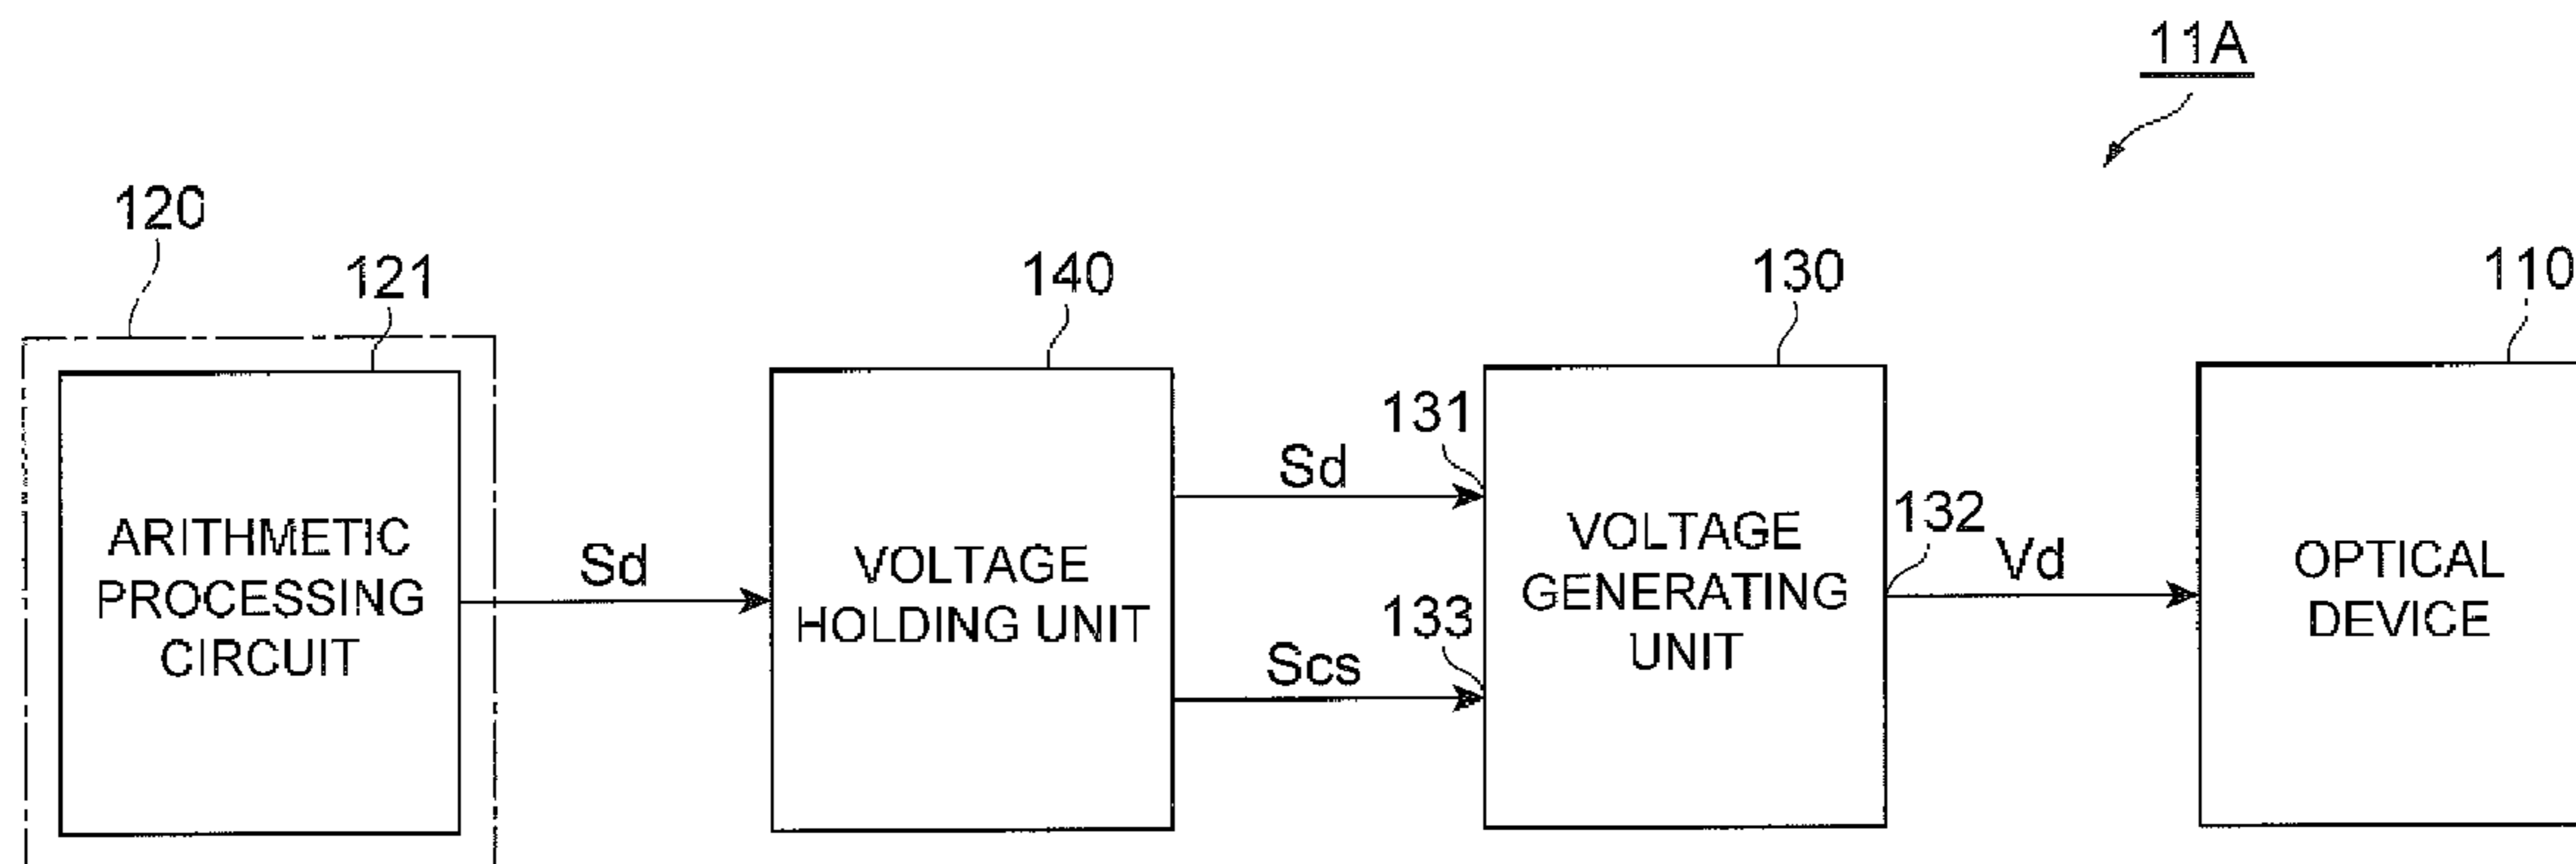 11A
120
121
140
130
110
131
Sd
132
Vd
ARITHMETIC
PROCESSING
CIRCUIT
Sd
VOLTAGE
HOLDING UNIT
133
Scs
VOLTAGE
GENERATING
UNIT
OPTICAL
DEVICE